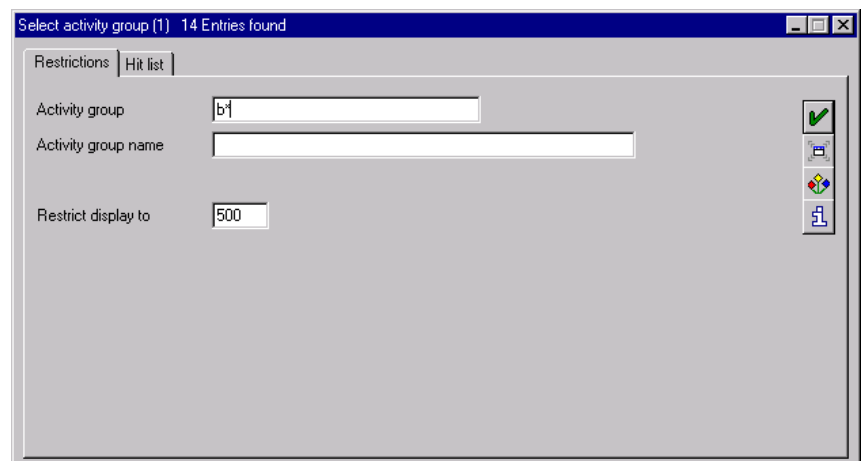 Select activity group (1) 14 Entries found
Restrictions Hit list
Activity group b*
Activity group name
Restrict display to 500